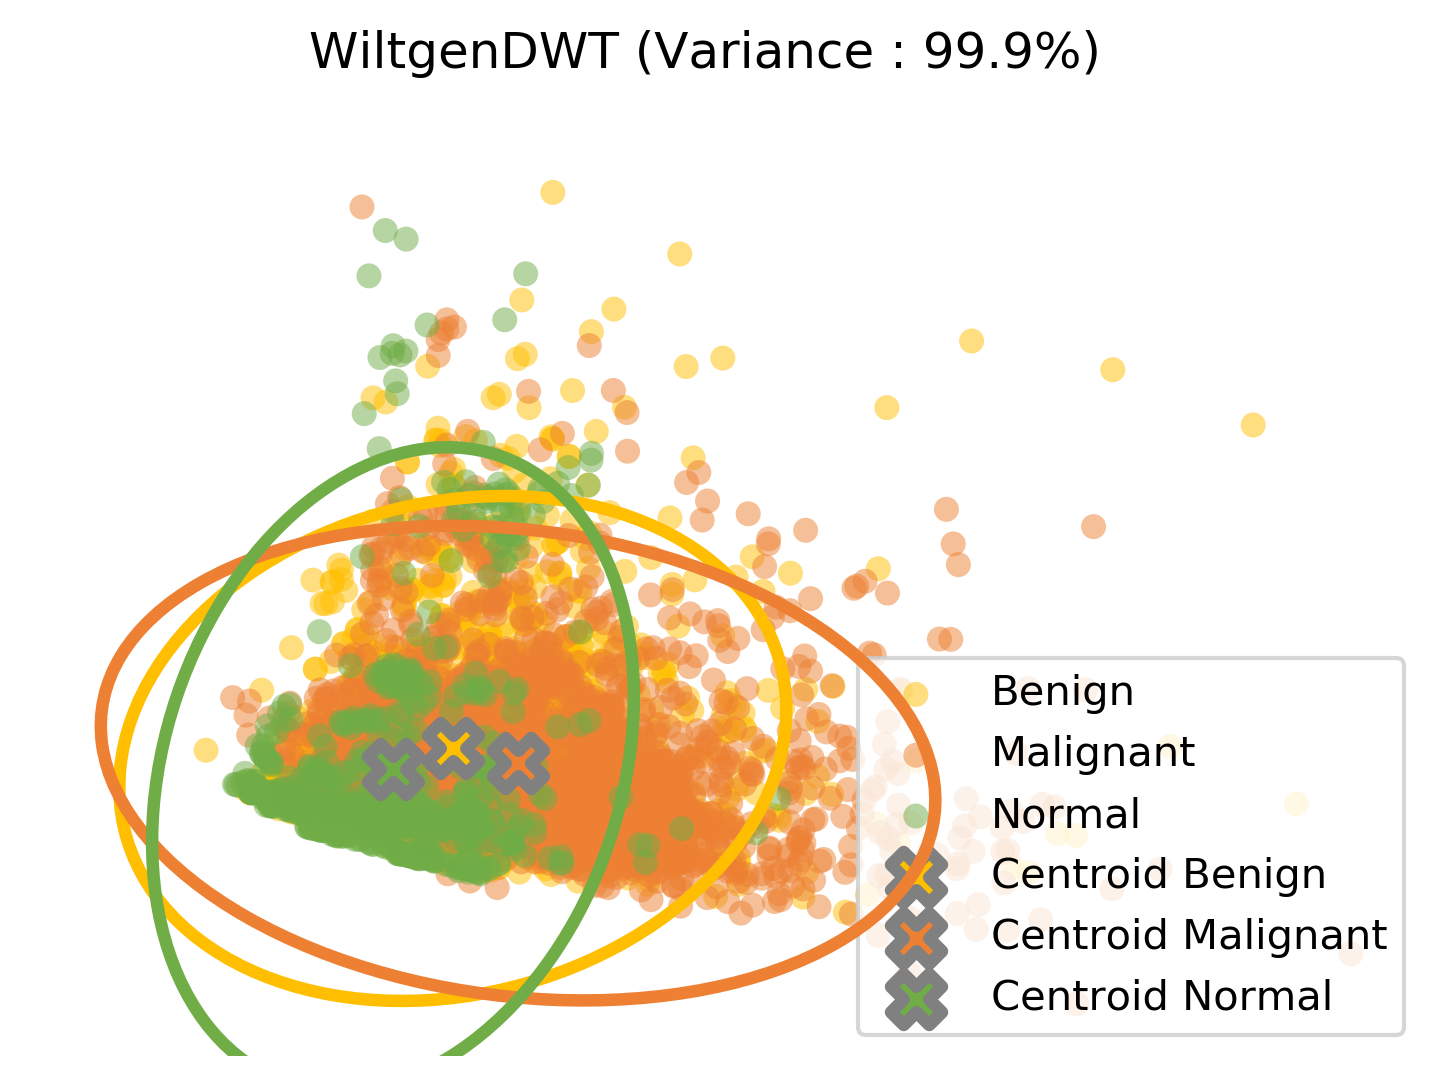 WiltgenDWT (Variance : 99.9%)
Benign
Malignant
Normal
Centroid Benign
Centroid Malignant
Centroid Normal